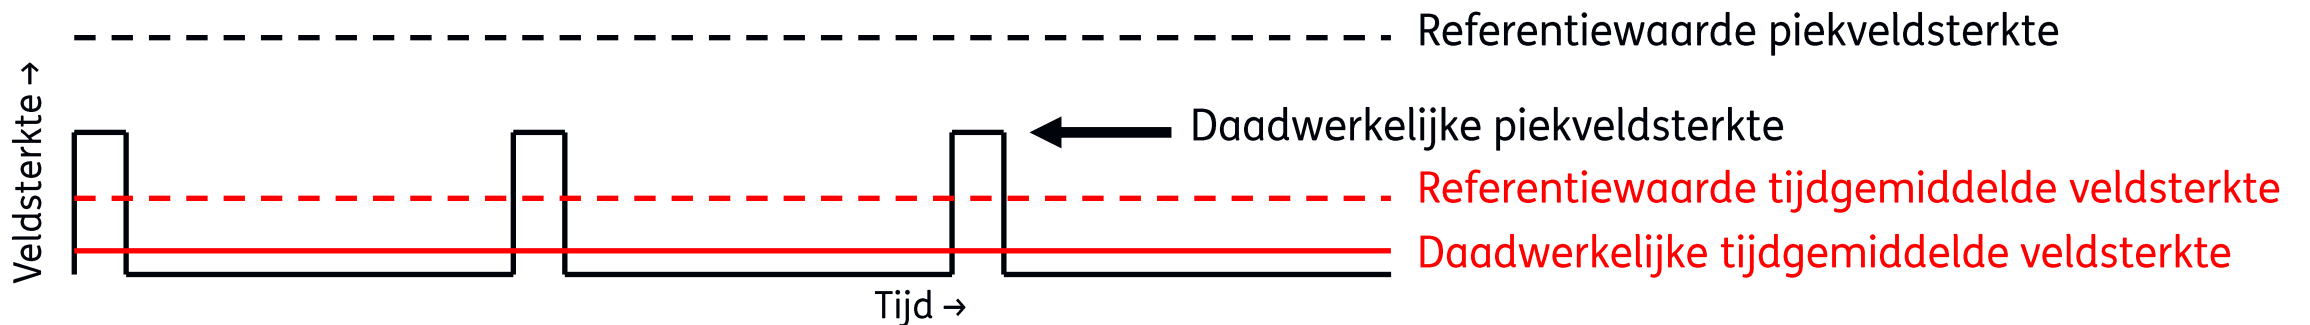 Referentiewaarde piekveldsterkte
Veldsterkte →
Daadwerkelijke piekveldsterkte
Referentiewaarde tijdgemiddelde veldsterkte
Daadwerkelijke tijdgemiddelde veldsterkte
Tijd →